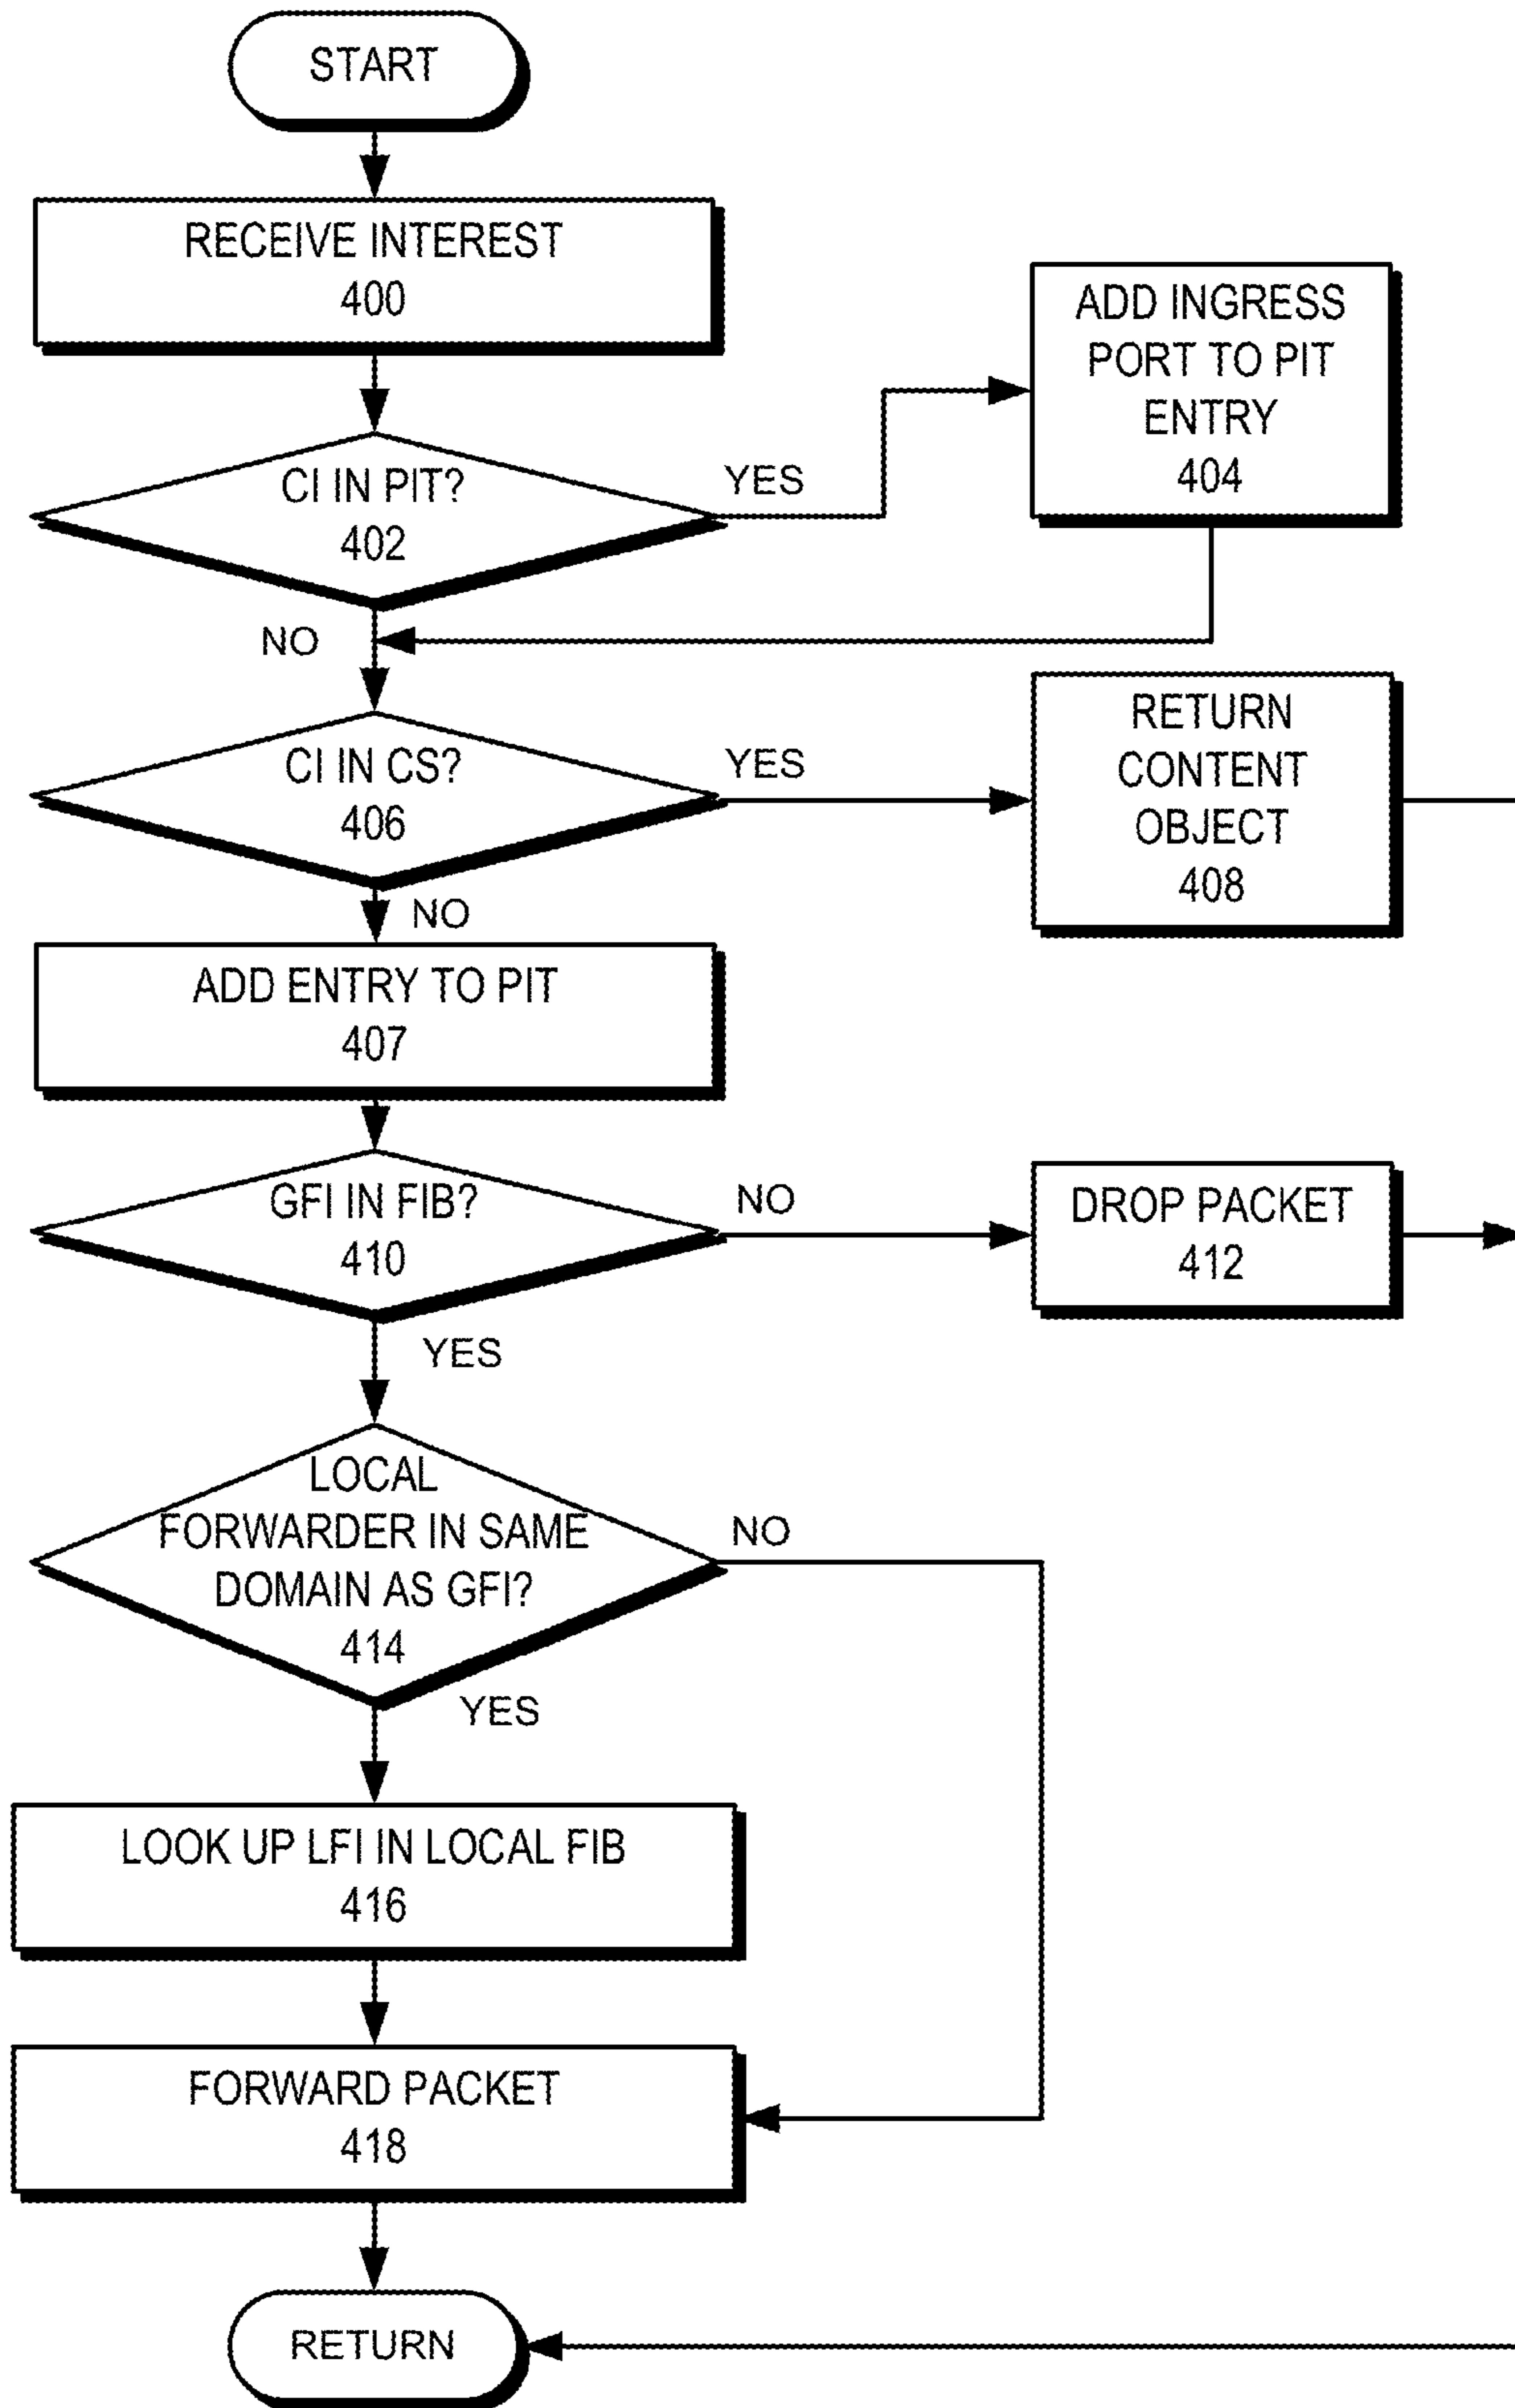 START
RECEIVE INTEREST
400
ADD INGRESS
PORT TO PIT
ENTRY
404
CI IN PIT?
402
YES
NO
CI IN CS?
406
YES
RETURN
CONTENT
OBJECT
408
NO
ADD ENTRY TO PIT
407
GFI IN FIB?
410
NO
DROP PACKET
412
YES
LOCAL
FORWARDER IN SAME
DOMAIN AS GFI?
414
NO
YES
LOOK UP LFI IN LOCAL FIB
416
FORWARD PACKET
418
RETURN